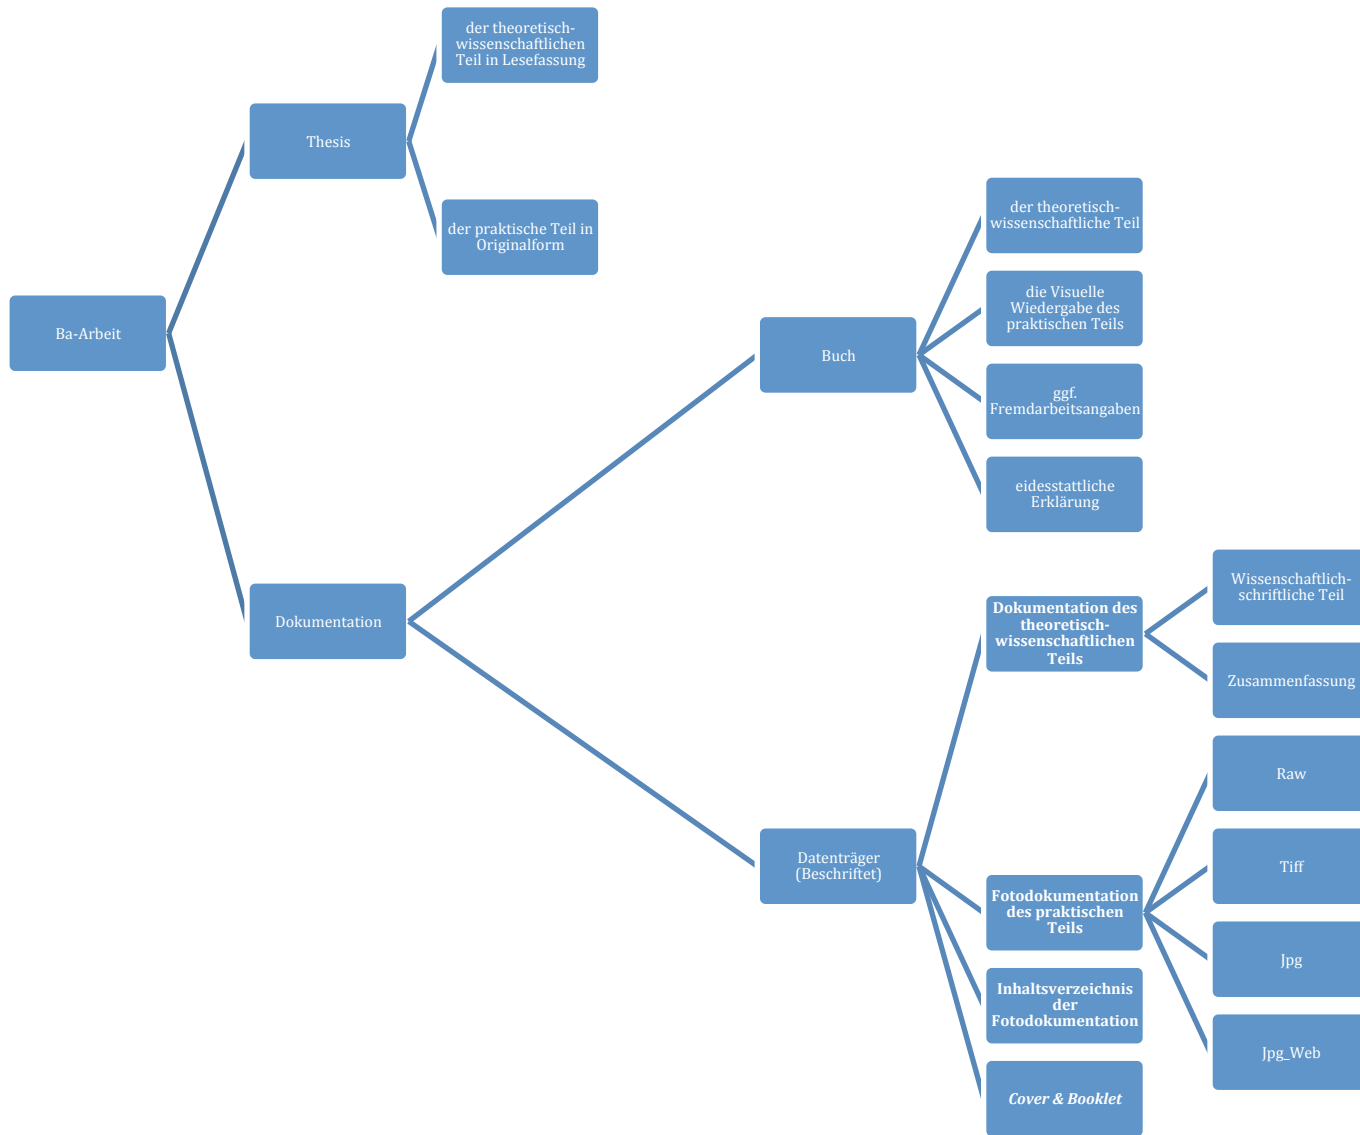 Ba-Arbeit
Thesis
der theoretisch-
wissenschaftlichen
Teil in Lesefassung
der praktische Teil in
Originalform
Dokumentation
Buch
der theoretisch-
wissenschaftliche Teil
die Visuelle
Wiedergabe des
praktischen Teils
ggf.
Fremdarbeitsangaben
eidesstattliche
Erklärung
Datenträger
(Beschriftet)
Dokumentation des
theoretisch-
wissenschaftlichen
Teils
Wissenschaftlich-
schriftliche Teil
Zusammenfassung
Fotodokumentation
des praktischen
Teils
Raw
Tiff
Jpg
Jpg_Web
Inhaltsverzeichnis
der
Fotodokumentation
Cover & Booklet